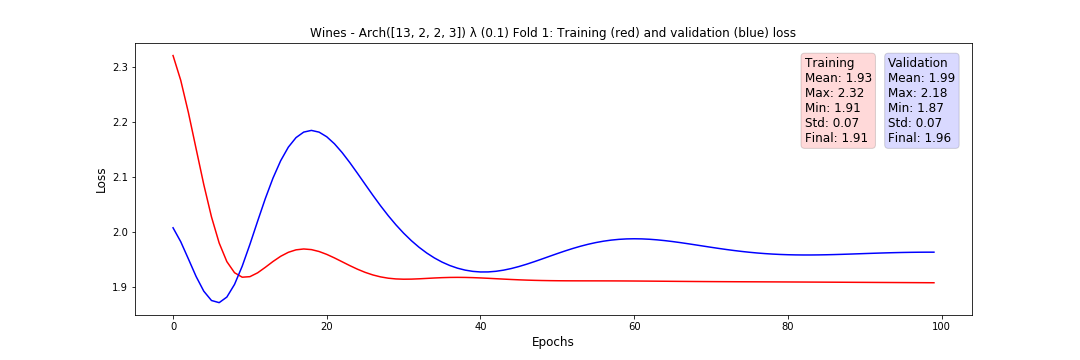 Wines - Arch([13, 2, 2, 3]) λ (0.1) Fold 1: Training (red) and validation (blue) loss
Training
Mean: 1.93
Max: 2.32
Min: 1.91
Std: 0.07
Final: 1.91
Validation
Mean: 1.99
Max: 2.18
Min: 1.87
Std: 0.07
Final: 1.96
Loss
2.3
2.2
2.1
2.0
1.9
0 20 40 60 80 100
Epochs